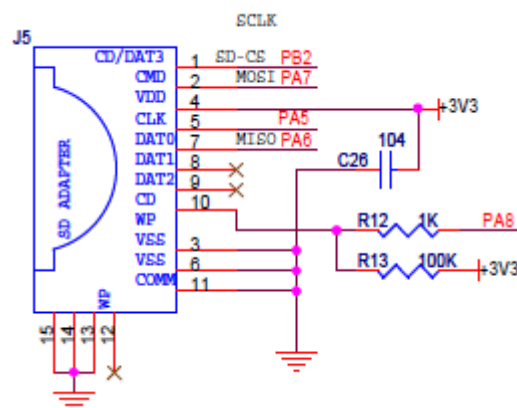 SCLK
J5
CD/DAT3 1 SD-CS PB2
CMD 2 MOSI PA7
VDD 4 +3V3
CLK 5 PA5
DAT0 7 MISO PA6
104
DAT1 8 C26
DAT2 9
CD 10
WP R12 1K PA8
VSS 3
VSS 6 R13 100K +3V3
COMM 11
SD ADAPTER
WP
15 14 13 12